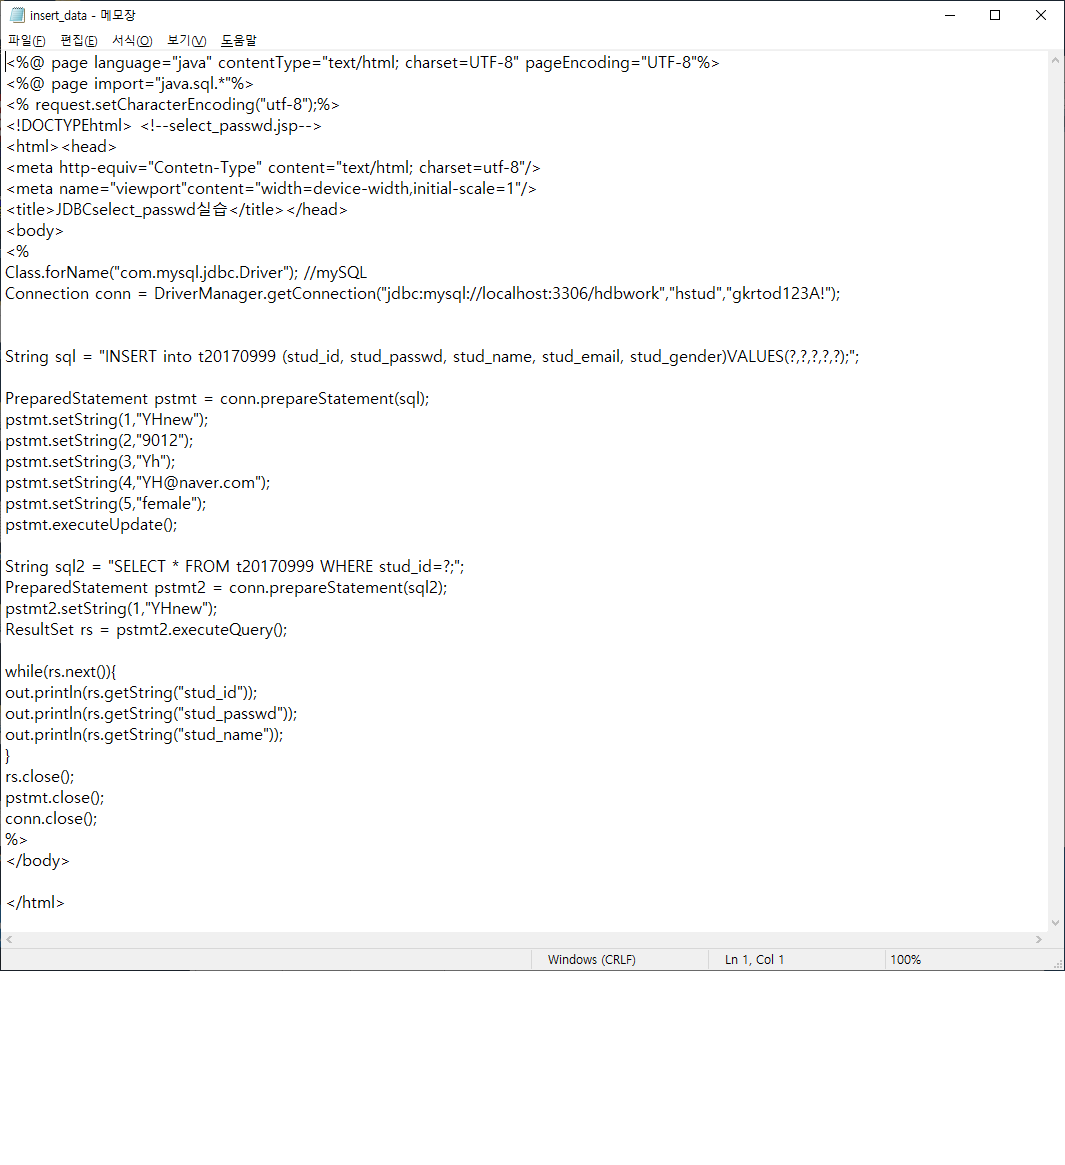 insert_data - 메모장
파일(F) 편집(E) 서식(O) 보기(V) 도움말
<%@ page language="java" contentType="text/html; charset=UTF-8" pageEncoding="UTF-8"%>
<%@ page import="java.sql.*"%>
<% request.setCharacterEncoding("utf-8");%>
<!DOCTYPEhtml> <!--select_passwd.jsp-->
<html><head>
<meta http-equiv="Contetn-Type" content="text/html; charset=utf-8"/>
<meta name="viewport"content="width=device-width,initial-scale=1"/>
<title>JDBCselect_passwd실습</title></head>
<body>
<%
Class.forName("com.mysql.jdbc.Driver"); //mySQL
Connection conn = DriverManager.getConnection("jdbc:mysql://localhost:3306/hdbwork","hstud","gkrtod123A!");
String sql = "INSERT into t20170999 (stud_id, stud_passwd, stud_name, stud_email, stud_gender)VALUES(?,?,?,?,?);";
PreparedStatement pstmt = conn.prepareStatement(sql);
pstmt.setString(1,"YHnew");
pstmt.setString(2,"9012");
pstmt.setString(3,"Yh");
pstmt.setString(4,"YH@naver.com");
pstmt.setString(5,"female");
pstmt.executeUpdate();
String sql2 = "SELECT * FROM t20170999 WHERE stud_id=?;";
PreparedStatement pstmt2 = conn.prepareStatement(sql2);
pstmt2.setString(1,"YHnew");
ResultSet rs = pstmt2.executeQuery();
while(rs.next()){
out.println(rs.getString("stud_id"));
out.println(rs.getString("stud_passwd"));
out.println(rs.getString("stud_name"));
}
rs.close();
pstmt.close();
conn.close();
%>
</body>
</html>
Windows (CRLF) Ln 1, Col 1 100%